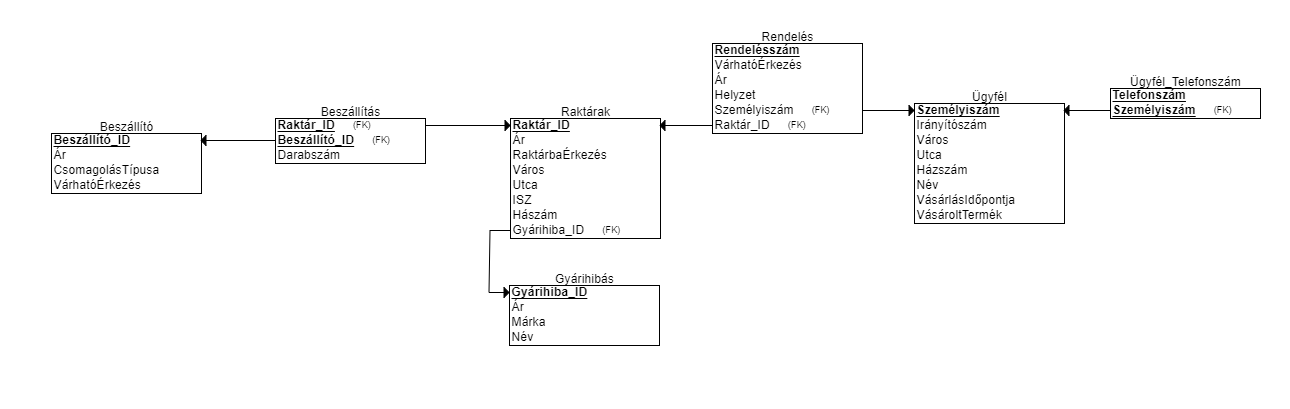 Beszállító
Beszállító_ID
Ár
CsomagolásTípusa
VárhatóÉrkezés
Beszállítás
Raktár_ID (FK)
Beszállító_ID (FK)
Darabszám
Raktárak
Raktár_ID
Ár
RaktárbaÉrkezés
Város
Utca
ISZ
Hászám
Gyárihiba_ID (FK)
Gyárihibás
Gyárihiba_ID
Ár
Márka
Név
Rendelés
Rendelésszám
VárhatóÉrkezés
Ár
Helyzet
Személyiszám (FK)
Raktár_ID (FK)
Ügyfél
Személyiszám
Irányítószám
Város
Utca
Házszám
Név
VásárlásIdőpontja
VásároltTermék
Ügyfél_Telefonszám
Telefonszám
Személyiszám (FK)